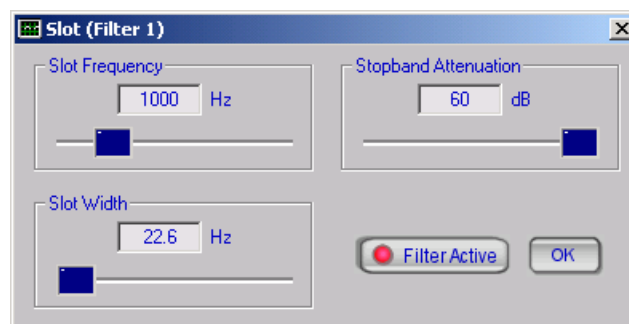 Slot (Filter 1)
Slot Frequency
1000 Hz
Stopband Attenuation
60 dB
Slot Width
22.6 Hz
Filter Active
OK